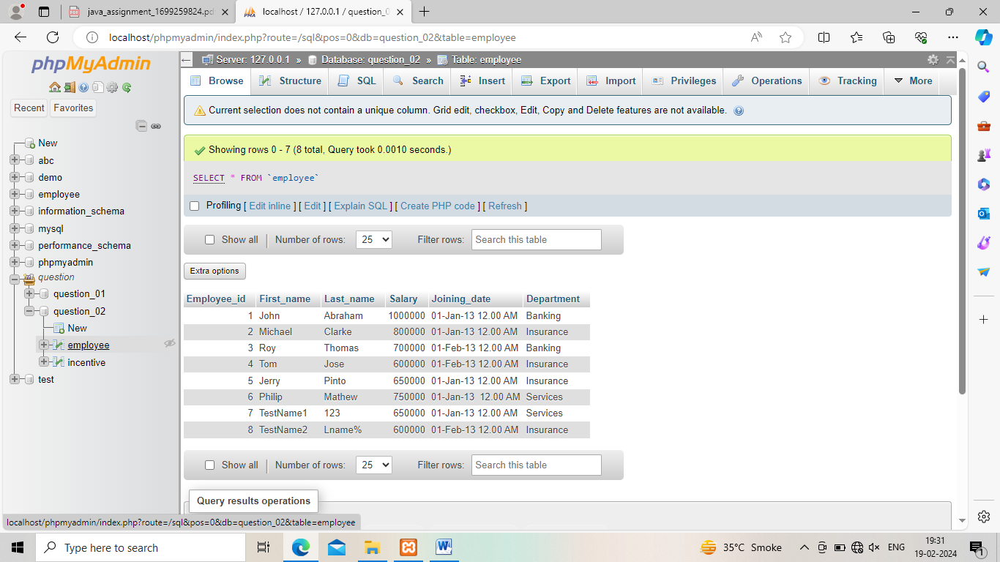 java_assignment_1699259824.pd
localhost / 127.0.0.1 / question_0
localhost/phpmyadmin/index.php?route=/sql&pos=0&db=question_02&table=employee
phpMyAdmin
Recent Favorites
New
abc
demo
employee
information_schema
mysql
performance_schema
phpmyadmin
question
question_01
question_02
New
employee
incentive
test
Server: 127.0.0.1 » Database: question_02 » Table: employee
Browse Structure SQL Search Insert Export Import Privileges Operations Tracking More
Current selection does not contain a unique column. Grid edit, checkbox, Edit, Copy and Delete features are not available.
Showing rows 0 - 7 (8 total, Query took 0.0010 seconds.)
SELECT * FROM `employee`
Profiling [ Edit inline ] [ Edit ] [ Explain SQL ] [ Create PHP code ] [ Refresh ]
Show all Number of rows: 25 Filter rows: Search this table
Extra options
Employee_id First_name Last_name Salary Joining_date Department
1 John Abraham 1000000 01-Jan-13 12.00 AM Banking
2 Michael Clarke 800000 01-Jan-13 12.00 AM Insurance
3 Roy Thomas 700000 01-Feb-13 12.00 AM Banking
4 Tom Jose 600000 01-Feb-13 12.00 AM Insurance
5 Jerry Pinto 650000 01-Jan-13 12.00 AM Insurance
6 Philip Mathew 750000 01-Jan-13 12.00 AM Services
7 TestName1 123 650000 01-Jan-13 12.00 AM Services
8 TestName2 Lname% 600000 01-Feb-13 12.00 AM Insurance
Show all Number of rows: 25 Filter rows: Search this table
Query results operations
localhost/phpmyadmin/index.php?route=/sql&pos=0&db=question_02&table=employee
Type here to search
35°C Smoke
ENG
19:31
19-02-2024
1